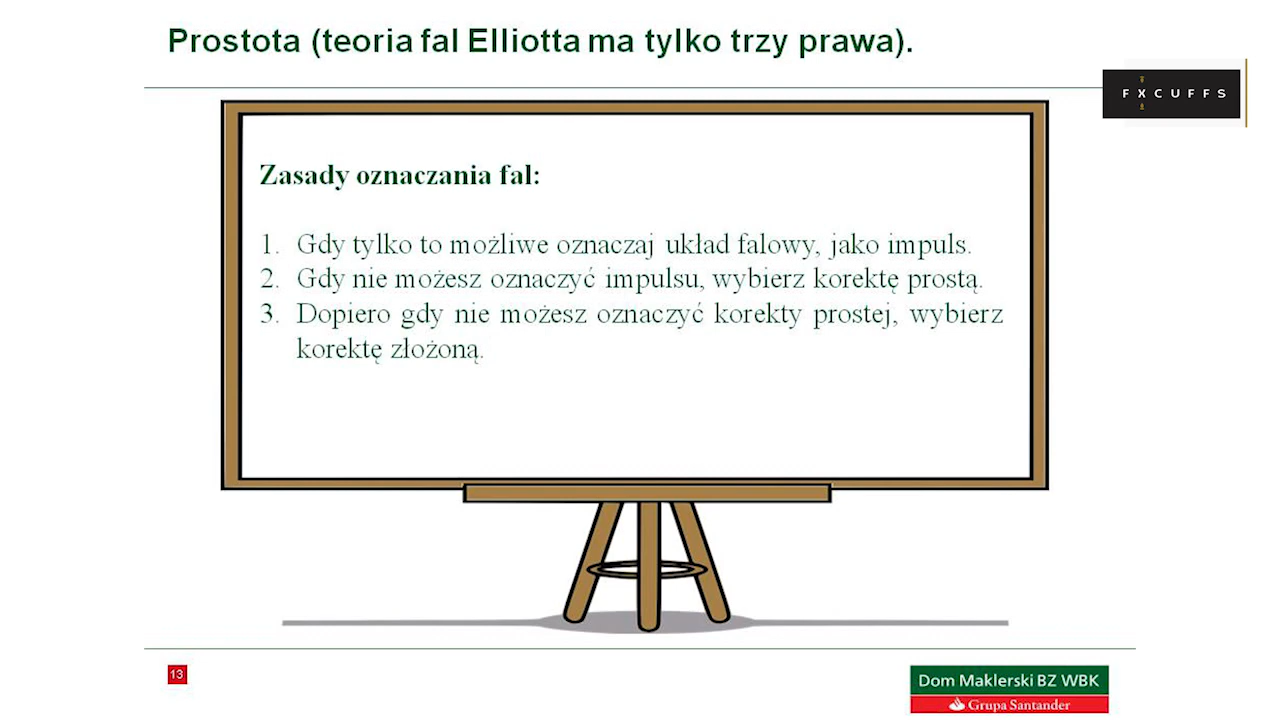 Prostota (teoria fal Elliotta ma tylko trzy prawa).
FXCUFFS
Zasady oznaczania fal:
1. Gdy tylko to możliwe oznaczaj układ falowy, jako impuls.
2. Gdy nie możesz oznaczyć impulsu, wybierz korektę prostą.
3. Dopiero gdy nie możesz oznaczyć korekty prostej, wybierz
korektę złożoną.
13
Dom Maklerski BZ WBK
Grupa Santander